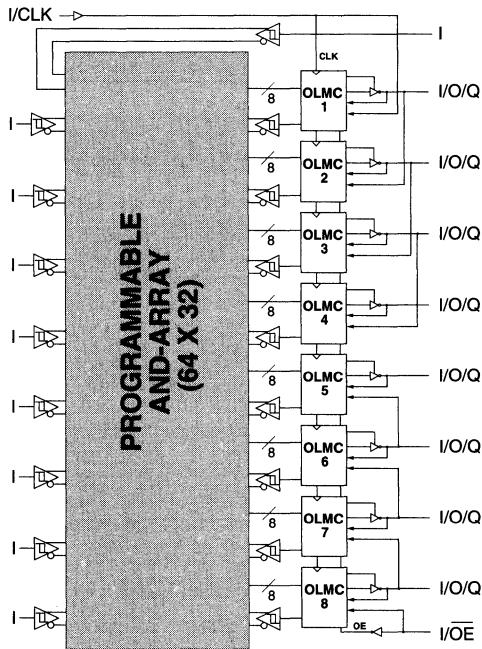 I/CLK
I
CLK
8
OLMC
1
I/O/Q
I
8
OLMC
2
I/O/Q
I
8
OLMC
3
I/O/Q
I
8
OLMC
4
I/O/Q
I
PROGRAMMABLE
AND-ARRAY
(64 X 32)
8
OLMC
5
I/O/Q
I
8
OLMC
6
I/O/Q
I
8
OLMC
7
I/O/Q
I
8
OLMC
8
I/O/Q
I
OE
I/O̅E̅